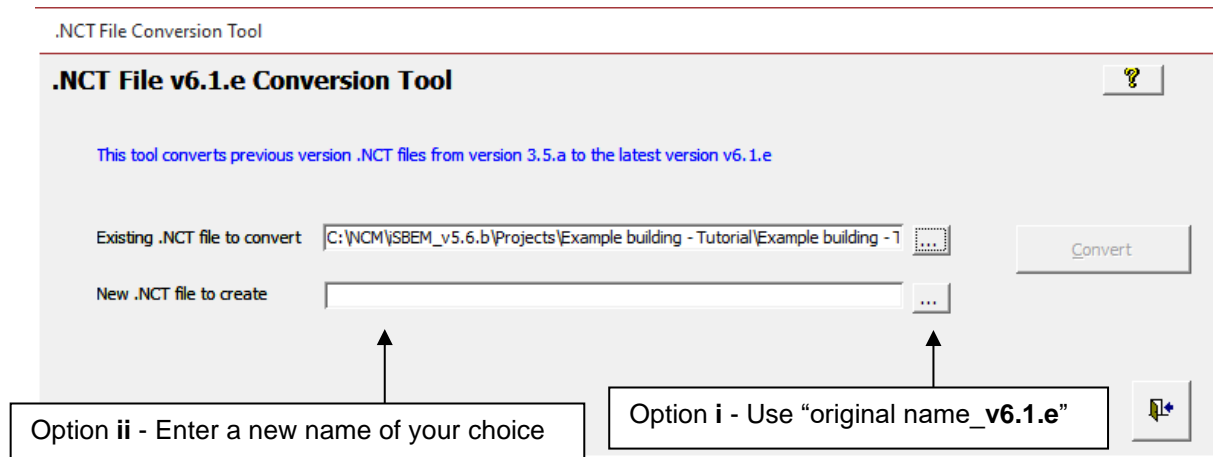 .NCT File Conversion Tool
.NCT File v6.1.e Conversion Tool
?
This tool converts previous version .NCT files from version 3.5.a to the latest version v6.1.e
Existing .NCT file to convert
C:\NCM\iSBEM_v5.6.b\Projects\Example building - Tutorial\Example building - T
...
Convert
New .NCT file to create
...
Option ii - Enter a new name of your choice
Option i - Use “original name_v6.1.e”